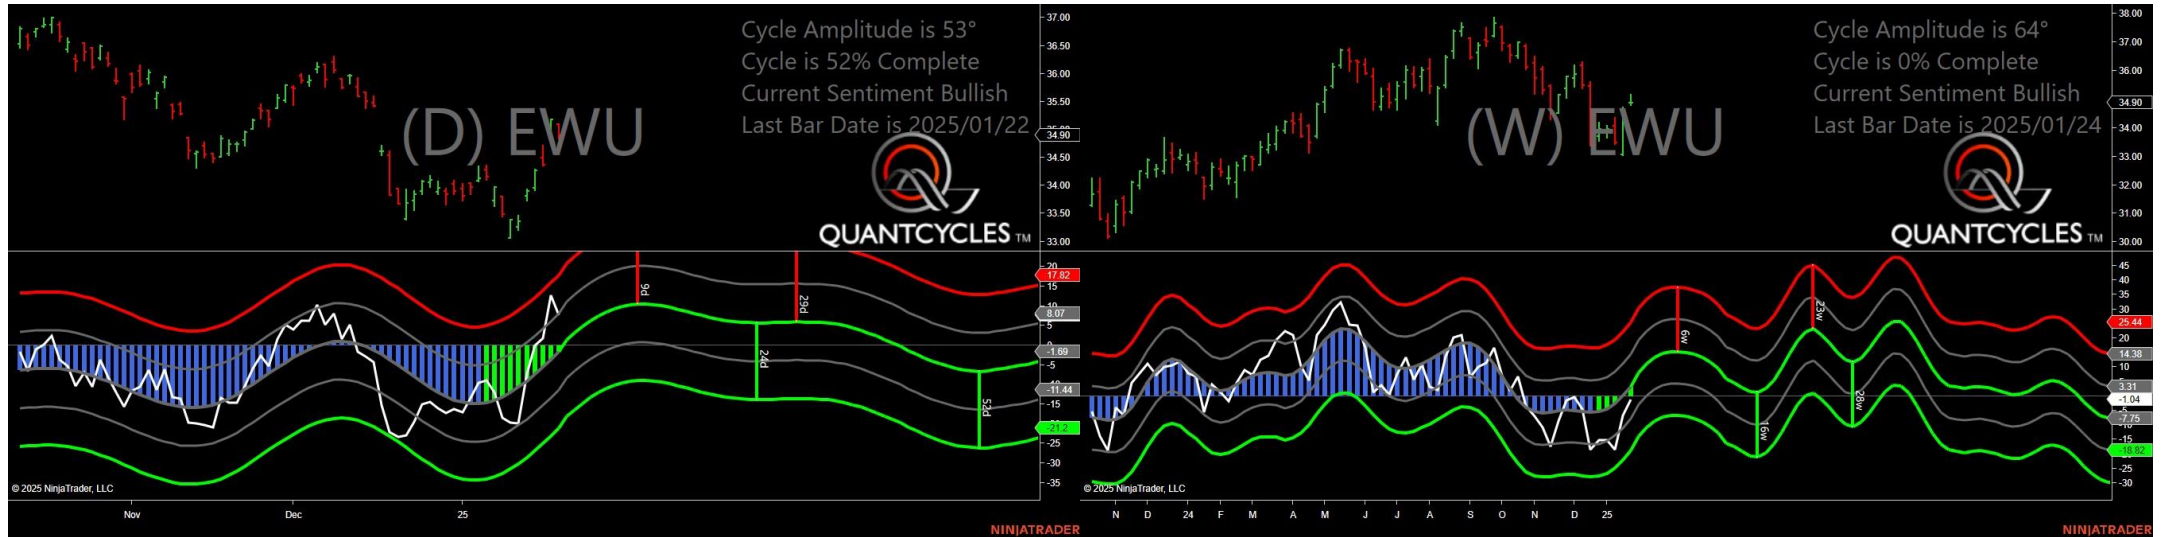 Cycle Amplitude is 53°
Cycle is 52% Complete
Current Sentiment Bullish
Last Bar Date is 2025/01/22
(D) EWU
QUANTCYCLES TM
37.00
36.50
36.00
35.50
35.00
34.90
34.50
34.00
33.50
33.00
20
17.82
15
10
8.07
5
0
-1.69
-5
-10
-11.44
-15
-21.2
-25
-30
-35
9d
24d
29d
52d
© 2025 NinjaTrader, LLC
Nov
Dec
25
NINJATRADER
Cycle Amplitude is 64°
Cycle is 0% Complete
Current Sentiment Bullish
Last Bar Date is 2025/01/24
(W) EWU
QUANTCYCLES TM
38.00
37.00
36.00
34.90
34.00
33.00
32.00
31.00
30.00
45
40
35
30
25.44
20
14.38
10
3.31
-1.04
-7.75
-15
-18.82
-25
-30
6w
16w
23w
28w
© 2025 NinjaTrader, LLC
N
D
24
F
M
A
M
J
J
A
S
O
N
D
25
NINJATRADER